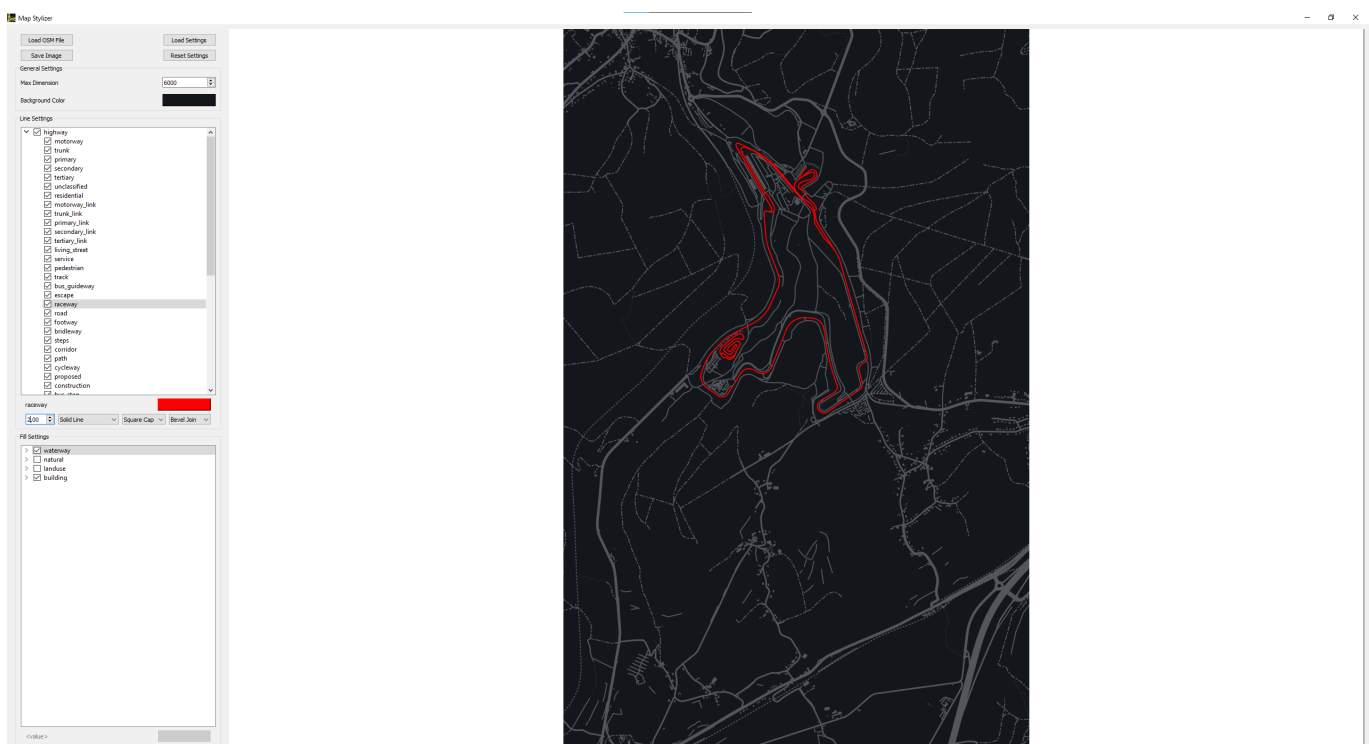 Map Stylizer
Load OSM File
Load Settings
Save Image
Reset Settings
General Settings
Max Dimension
6000
Background Color
Line Settings
highway
motorway
trunk
primary
secondary
tertiary
unclassified
residential
motorway_link
trunk_link
primary_link
secondary_link
tertiary_link
living_street
service
pedestrian
track
bus_guideway
escape
raceway
road
footway
bridleway
steps
corridor
path
cycleway
proposed
construction
bus_stop
raceway
2,00 Solid Line Square Cap Bevel Join
Fill Settings
waterway
natural
landuse
building
<value>